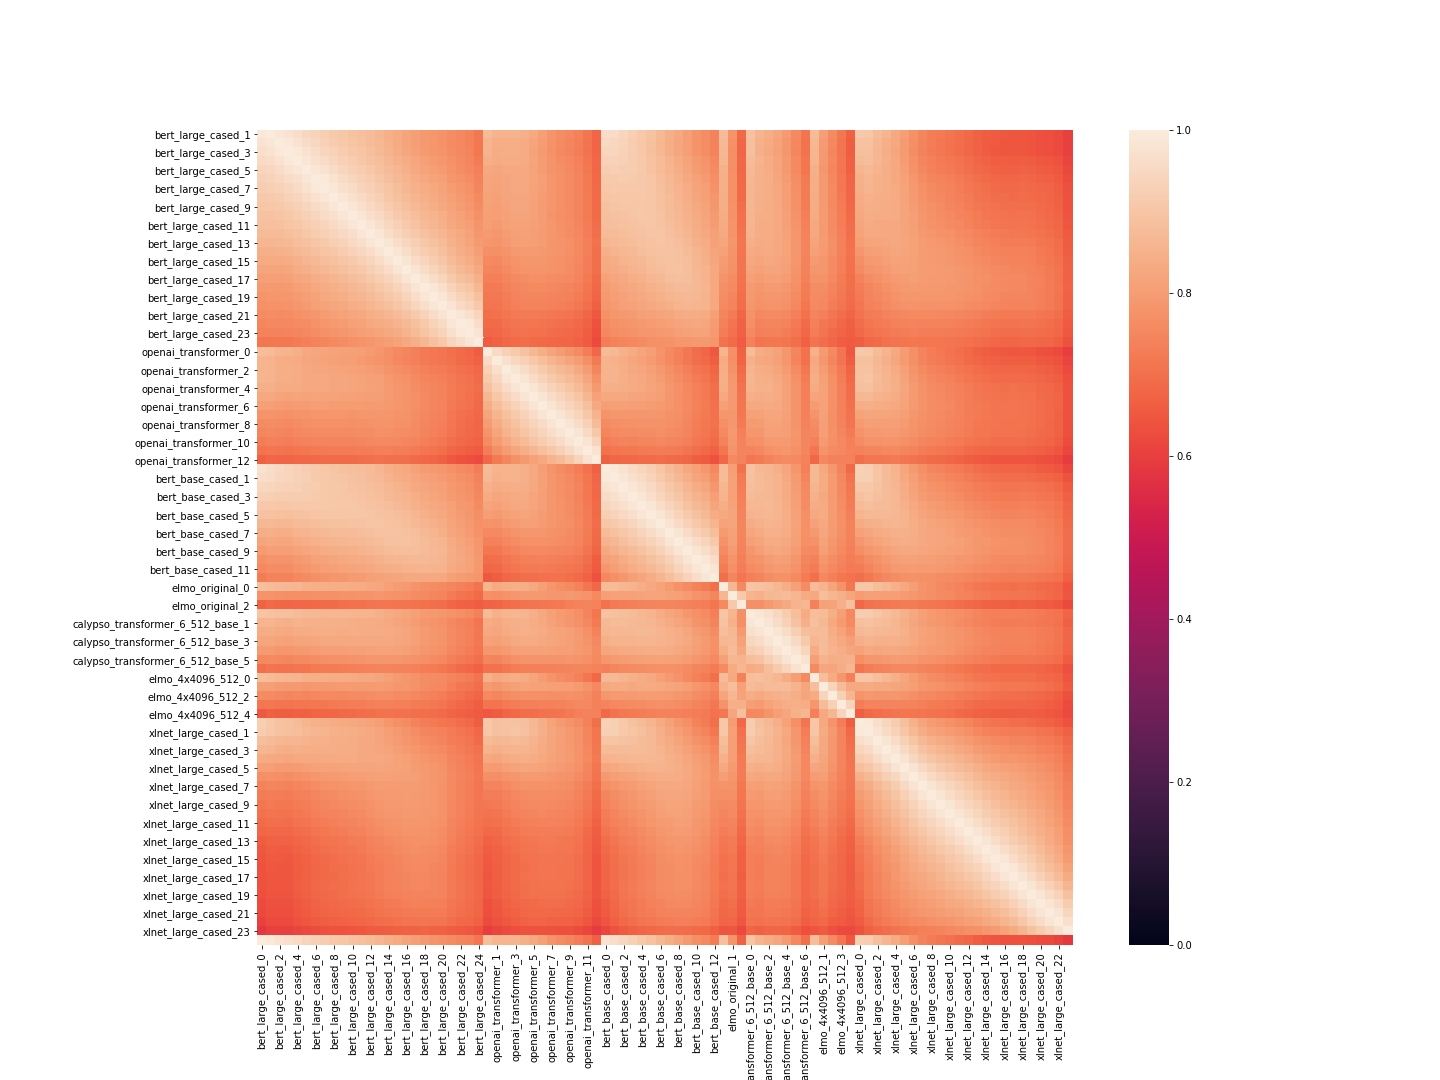 bert_large_cased_1
bert_large_cased_3
bert_large_cased_5
bert_large_cased_7
bert_large_cased_9
bert_large_cased_11
bert_large_cased_13
bert_large_cased_15
bert_large_cased_17
bert_large_cased_19
bert_large_cased_21
bert_large_cased_23
openai_transformer_0
openai_transformer_2
openai_transformer_4
openai_transformer_6
openai_transformer_8
openai_transformer_10
openai_transformer_12
bert_base_cased_1
bert_base_cased_3
bert_base_cased_5
bert_base_cased_7
bert_base_cased_9
bert_base_cased_11
elmo_original_0
elmo_original_2
calypso_transformer_6_512_base_1
calypso_transformer_6_512_base_3
calypso_transformer_6_512_base_5
elmo_4x4096_512_0
elmo_4x4096_512_2
elmo_4x4096_512_4
xlnet_large_cased_1
xlnet_large_cased_3
xlnet_large_cased_5
xlnet_large_cased_7
xlnet_large_cased_9
xlnet_large_cased_11
xlnet_large_cased_13
xlnet_large_cased_15
xlnet_large_cased_17
xlnet_large_cased_19
xlnet_large_cased_21
xlnet_large_cased_23
bert_large_cased_0
bert_large_cased_2
bert_large_cased_4
bert_large_cased_6
bert_large_cased_8
bert_large_cased_10
bert_large_cased_12
bert_large_cased_14
bert_large_cased_16
bert_large_cased_18
bert_large_cased_20
bert_large_cased_22
bert_large_cased_24
openai_transformer_1
openai_transformer_3
openai_transformer_5
openai_transformer_7
openai_transformer_9
openai_transformer_11
bert_base_cased_0
bert_base_cased_2
bert_base_cased_4
bert_base_cased_6
bert_base_cased_8
bert_base_cased_10
bert_base_cased_12
elmo_original_1
ansformer_6_512_base_0
ansformer_6_512_base_2
ansformer_6_512_base_4
ansformer_6_512_base_6
elmo_4x4096_512_1
elmo_4x4096_512_3
xlnet_large_cased_0
xlnet_large_cased_2
xlnet_large_cased_4
xlnet_large_cased_6
xlnet_large_cased_8
xlnet_large_cased_10
xlnet_large_cased_12
xlnet_large_cased_14
xlnet_large_cased_16
xlnet_large_cased_18
xlnet_large_cased_20
xlnet_large_cased_22
1.0
0.8
0.6
0.4
0.2
0.0